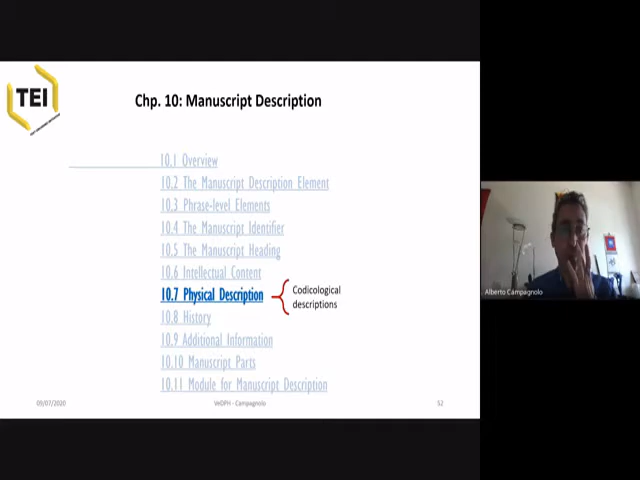 TEI
Chp. 10: Manuscript Description
10.1 Overview
10.2 The Manuscript Description Element
10.3 Phrase-level Elements
10.4 The Manuscript Identifier
10.5 The Manuscript Heading
10.6 Intellectual Content
10.7 Physical Description
Codicological
descriptions
10.8 History
10.9 Additional Information
10.10 Manuscript Parts
10.11 Module for Manuscript Description
09/07/2020
VeDPH - Campagnolo
52
Alberto Campagnolo